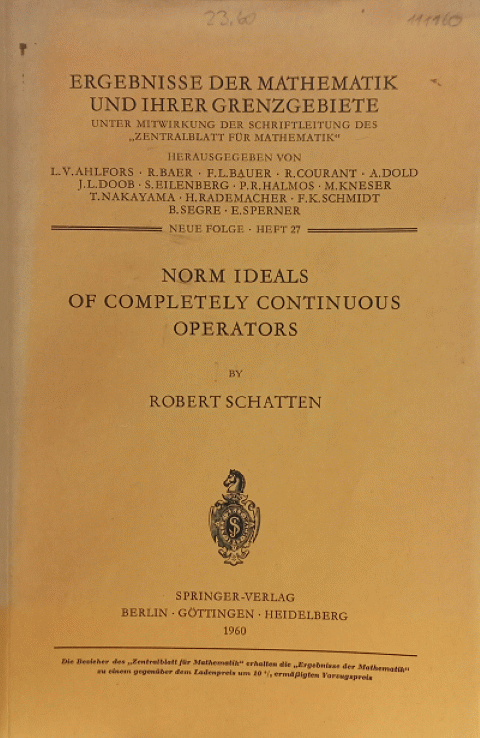 23.60
111160
ERGEBNISSE DER MATHEMATIK
UND IHRER GRENZGEBIETE
UNTER MITWIRKUNG DER SCHRIFTLEITUNG DES
„ZENTRALBLATT FÜR MATHEMATIK“
HERAUSGEGEBEN VON
L.V. AHLFORS · R. BAER · F. L. BAUER · R. COURANT · A. DOLD
J. L. DOOB · S. EILENBERG · P. R. HALMOS · M. KNESER
T. NAKAYAMA · H. RADEMACHER · F. K. SCHMIDT
B. SEGRE · E. SPERNER
NEUE FOLGE · HEFT 27
NORM IDEALS
OF COMPLETELY CONTINUOUS
OPERATORS
BY
ROBERT SCHATTEN
SPRINGER-VERLAG
BERLIN · GÖTTINGEN · HEIDELBERG
1960
Die Bezieher des „Zentralblatt für Mathematik“ erhalten die „Ergebnisse der Mathematik“
zu einem gegenüber dem Ladenpreis um 10 % ermäßigten Vorzugspreis